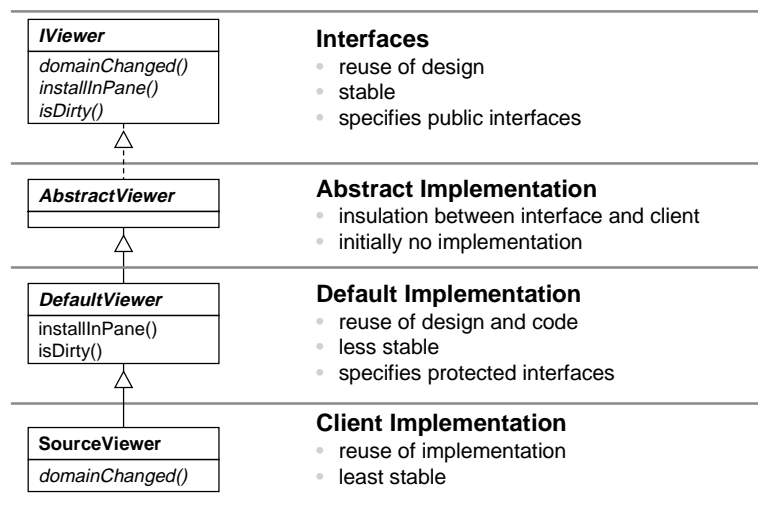 IViewer
domainChanged()
installInPane()
isDirty()
Interfaces
reuse of design
stable
specifies public interfaces
AbstractViewer
Abstract Implementation
insulation between interface and client
initially no implementation
DefaultViewer
installInPane()
isDirty()
Default Implementation
reuse of design and code
less stable
specifies protected interfaces
SourceViewer
domainChanged()
Client Implementation
reuse of implementation
least stable